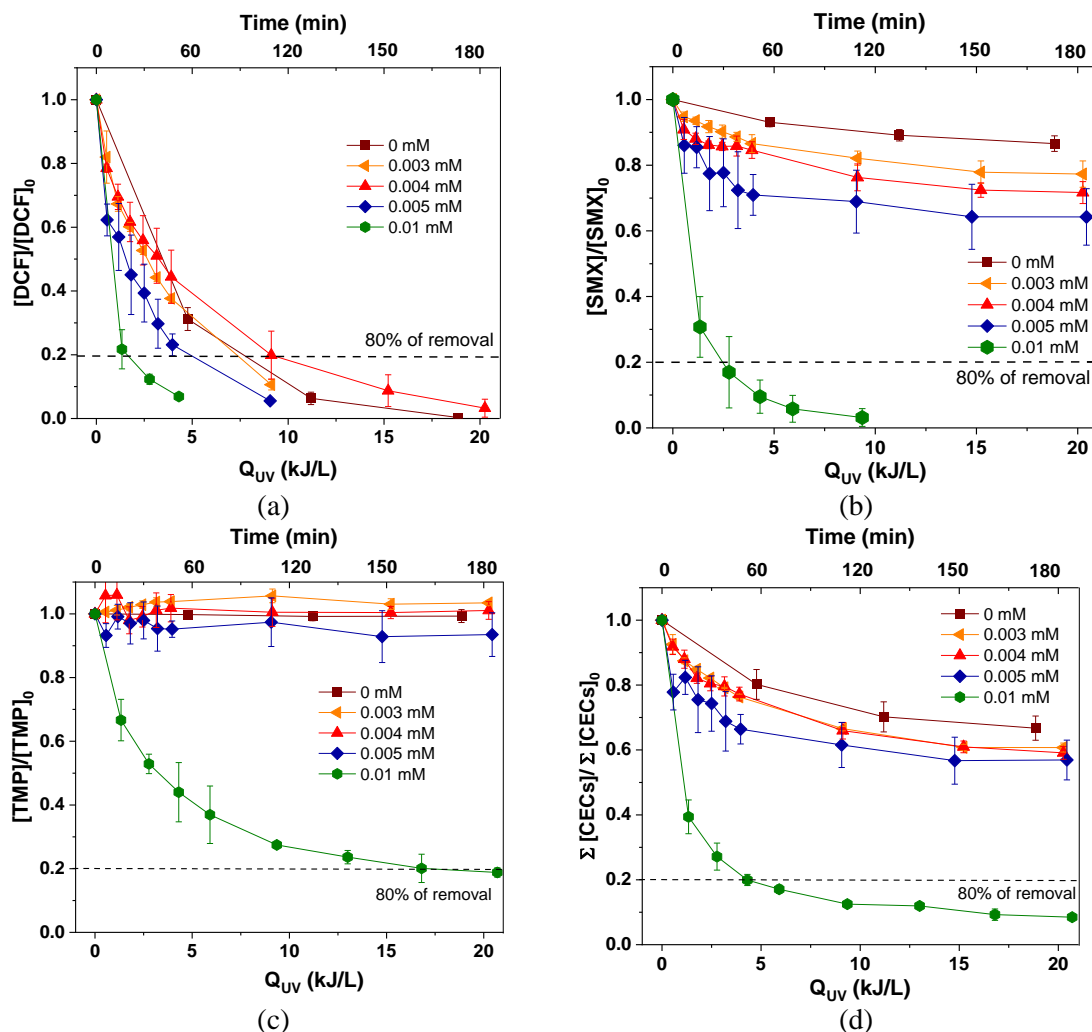 Time (min)
0 60 120 180
1.0
0.8
0.6
0.4
0.2
0.0
[DCF]/[DCF]0
0 mM
0.003 mM
0.004 mM
0.005 mM
0.01 mM
80% of removal
0 5 10 15 20
QUV (kJ/L)
(a)
Time (min)
0 60 120 180
1.0
0.8
0.6
0.4
0.2
0.0
[SMX]/[SMX]0
0 mM
0.003 mM
0.004 mM
0.005 mM
0.01 mM
80% of removal
0 5 10 15 20
QUV (kJ/L)
(b)
Time (min)
0 60 120 180
1.0
0.8
0.6
0.4
0.2
0.0
[TMP]/[TMP]0
0 mM
0.003 mM
0.004 mM
0.005 mM
0.01 mM
80% of removal
0 5 10 15 20
QUV (kJ/L)
(c)
Time (min)
0 60 120 180
1.0
0.8
0.6
0.4
0.2
0.0
Σ [CECs]/ Σ [CECs]0
0 mM
0.003 mM
0.004 mM
0.005 mM
0.01 mM
80% of removal
0 5 10 15 20
QUV (kJ/L)
(d)